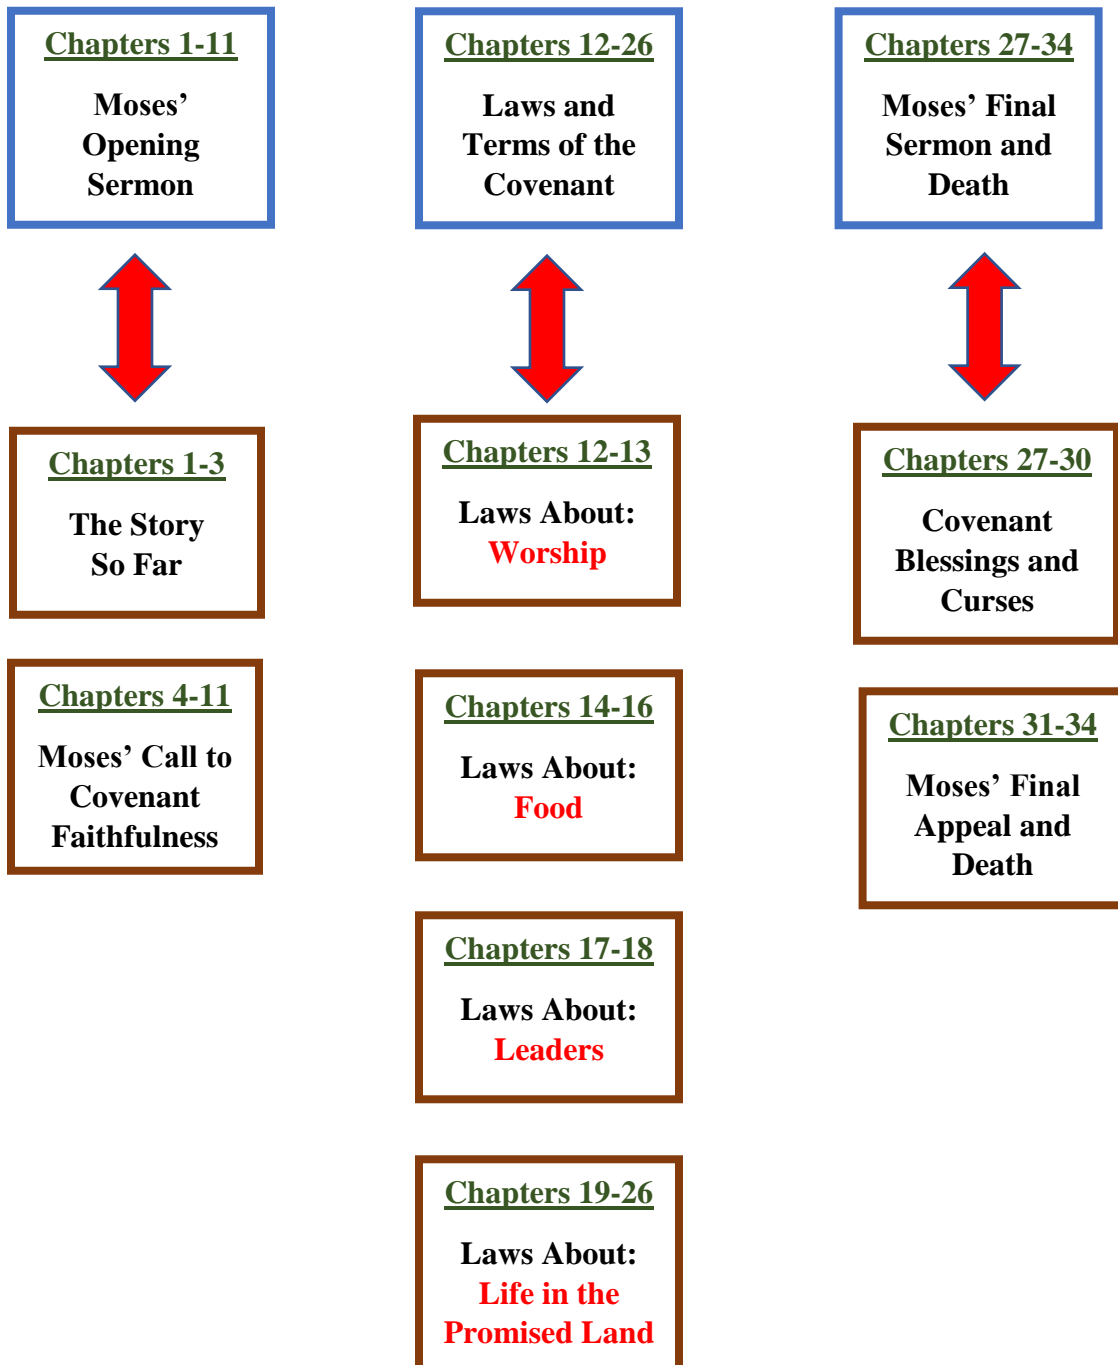 Chapters 1-11
Moses’
Opening
Sermon
Chapters 12-26
Laws and
Terms of the
Covenant
Chapters 27-34
Moses’ Final
Sermon and
Death
Chapters 1-3
The Story
So Far
Chapters 4-11
Moses’ Call to
Covenant
Faithfulness
Chapters 12-13
Laws About:
Worship
Chapters 14-16
Laws About:
Food
Chapters 17-18
Laws About:
Leaders
Chapters 19-26
Laws About:
Life in the
Promised Land
Chapters 27-30
Covenant
Blessings and
Curses
Chapters 31-34
Moses’ Final
Appeal and
Death